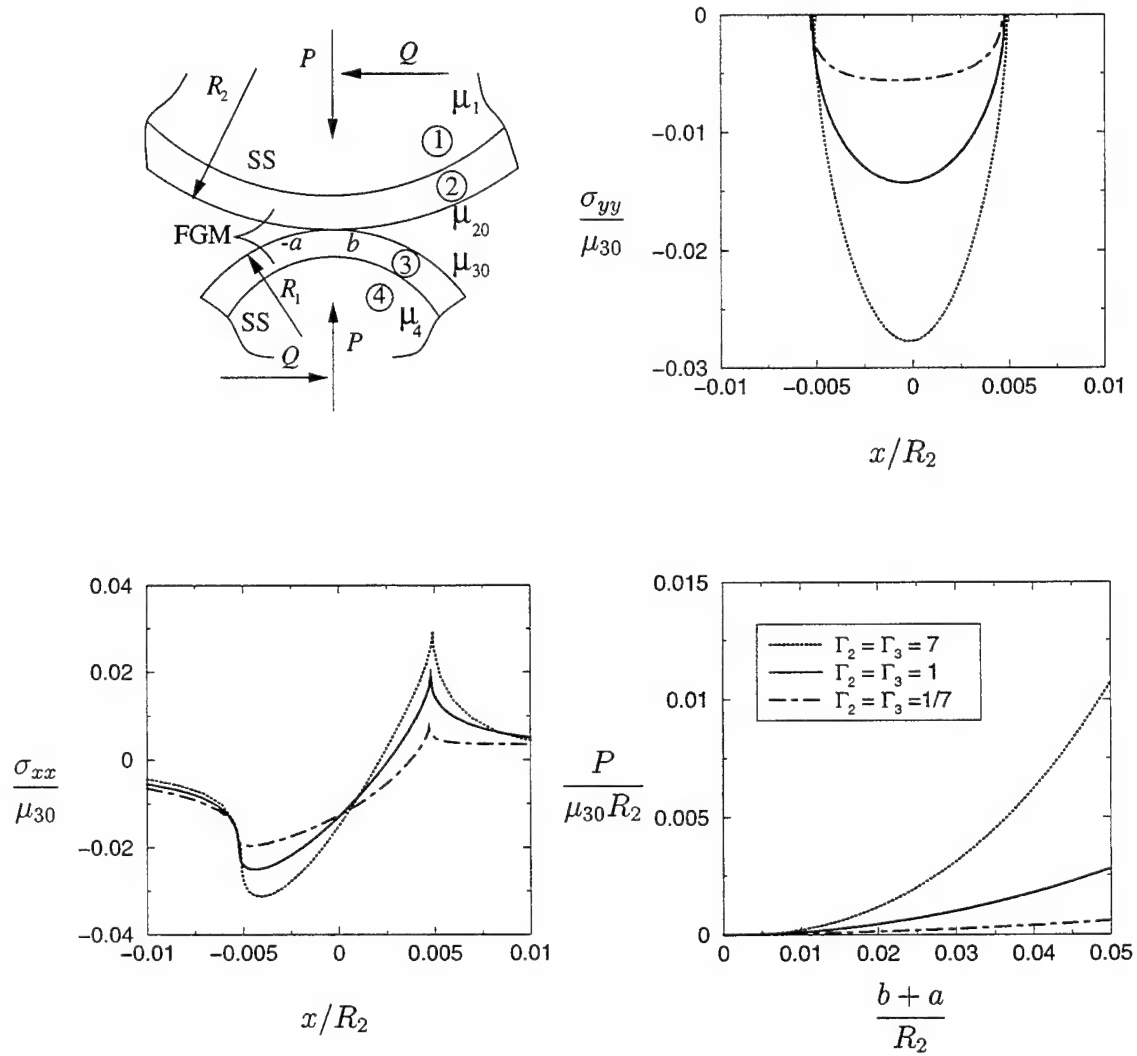 P
Q
R₂
μ₁
①
SS
②
μ₂₀
FGM
-a
b
③
μ₃₀
R₁
④
μ₄
SS
Q
P
0
−0.01
−0.02
−0.03
σyy
μ₃₀
−0.01
−0.005
0
0.005
0.01
x/R₂
0.04
0.02
0
−0.02
−0.04
σxx
μ₃₀
−0.01
−0.005
0
0.005
0.01
x/R₂
0.015
0.01
0.005
0
P
μ₃₀R₂
Γ₂ = Γ₃ = 7
Γ₂ = Γ₃ = 1
Γ₂ = Γ₃ =1/7
0
0.01
0.02
0.03
0.04
0.05
b + a
R₂